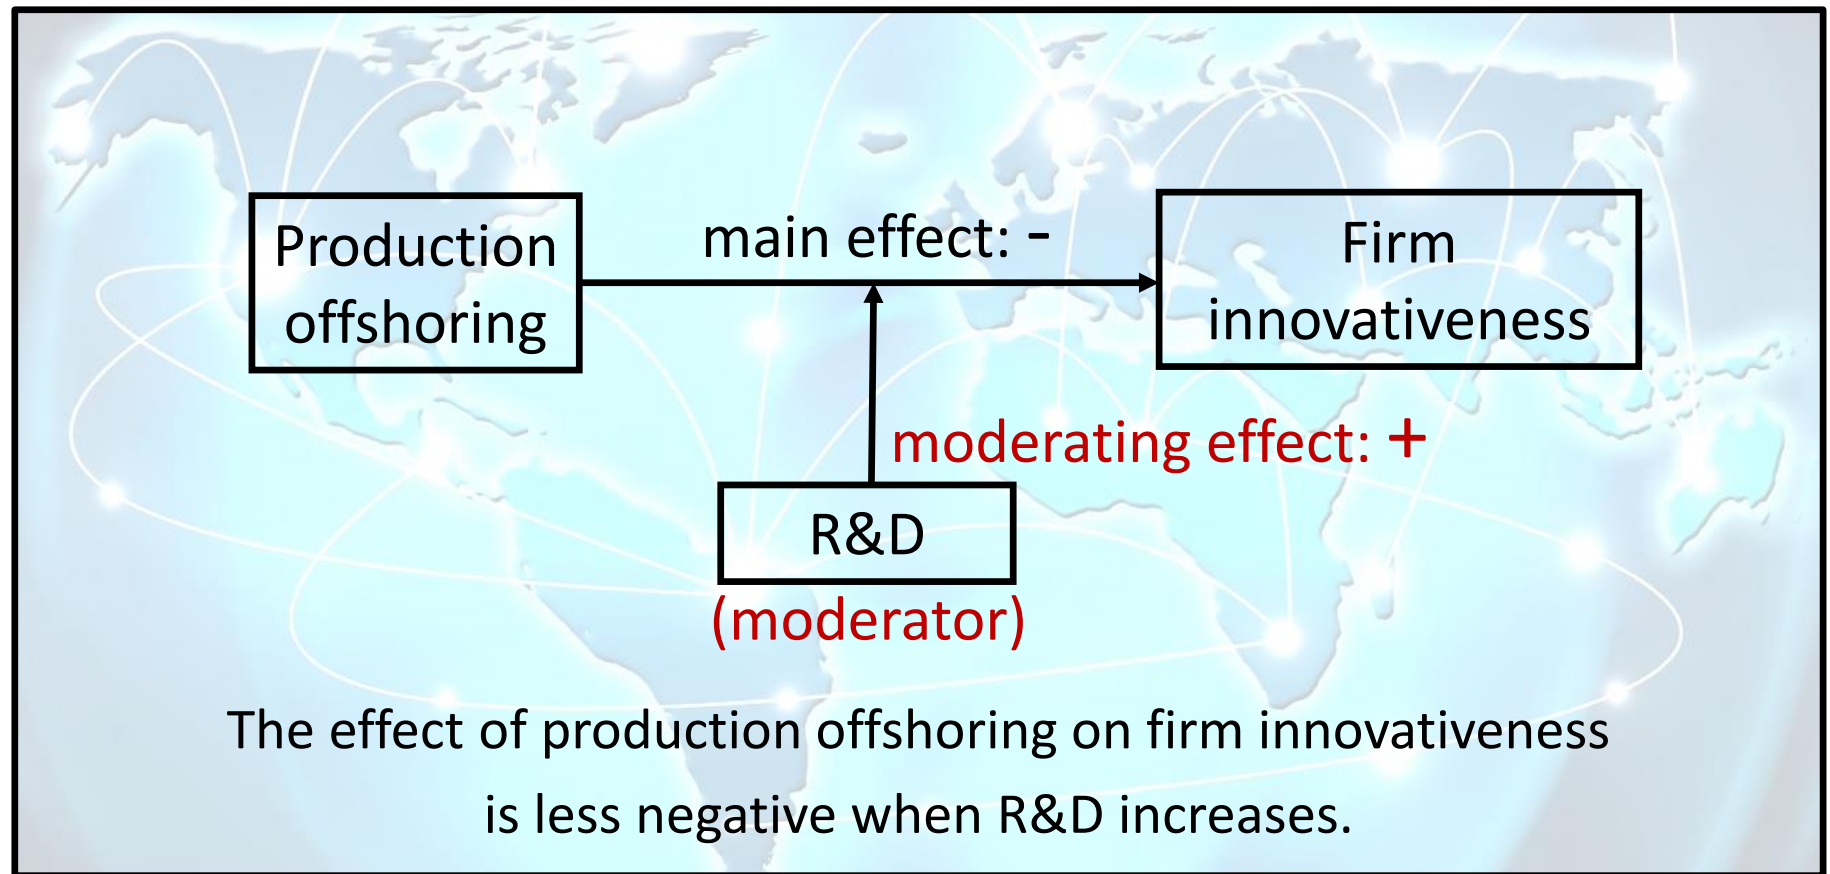 Production
offshoring
main effect: -
Firm
innovativeness
moderating effect: +
R&D
(moderator)
The effect of production offshoring on firm innovativeness
is less negative when R&D increases.